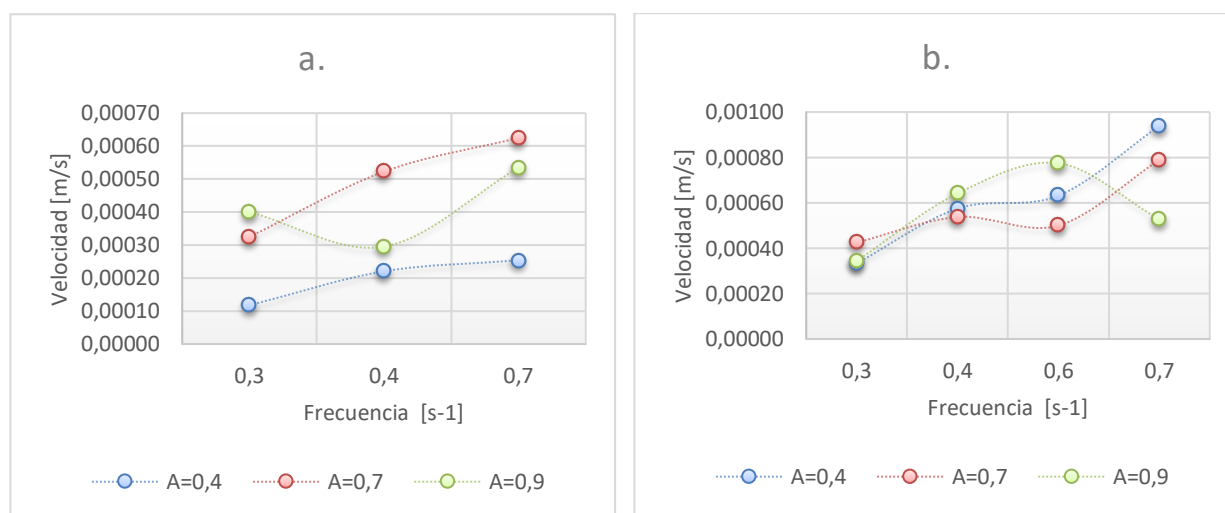 a.
0,00070
0,00060
0,00050
0,00040
0,00030
0,00020
0,00010
0,00000
Velocidad [m/s]
0,3 0,4 0,7
Frecuencia [s-1]
A=0,4 A=0,7 A=0,9
b.
0,00100
0,00080
0,00060
0,00040
0,00020
0,00000
Velocidad [m/s]
0,3 0,4 0,6 0,7
Frecuencia [s-1]
A=0,4 A=0,7 A=0,9